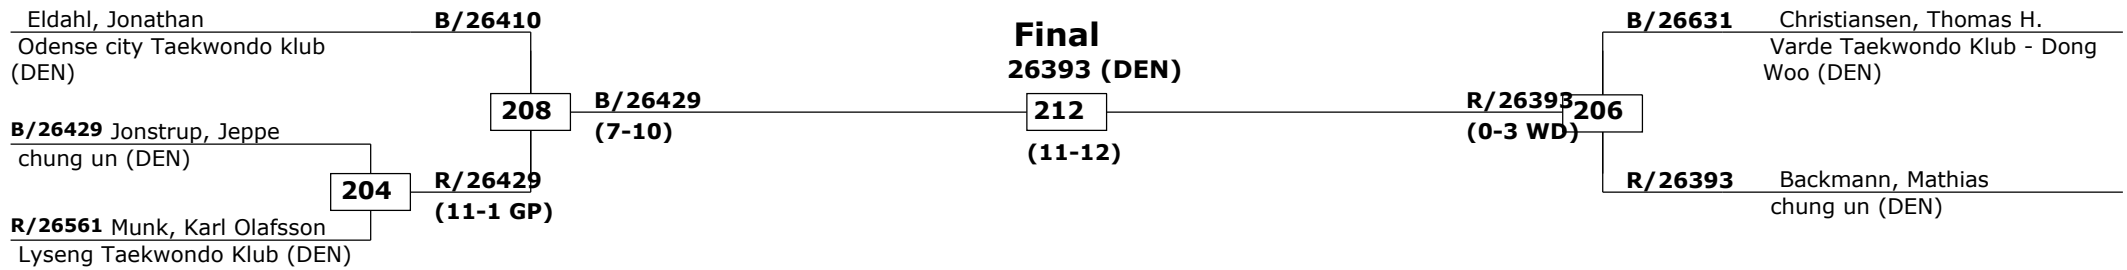 Eldahl, Jonathan
Odense city Taekwondo klub
(DEN)
B/26410
B/26429 Jonstrup, Jeppe
chung un (DEN)
204
R/26561 Munk, Karl Olafsson
Lyseng Taekwondo Klub (DEN)
R/26429
(11-1 GP)
208
B/26429
(7-10)
Final
26393 (DEN)
212
(11-12)
R/26393
(0-3 WD)
206
B/26631 Christiansen, Thomas H.
Varde Taekwondo Klub - Dong
Woo (DEN)
R/26393 Backmann, Mathias
chung un (DEN)